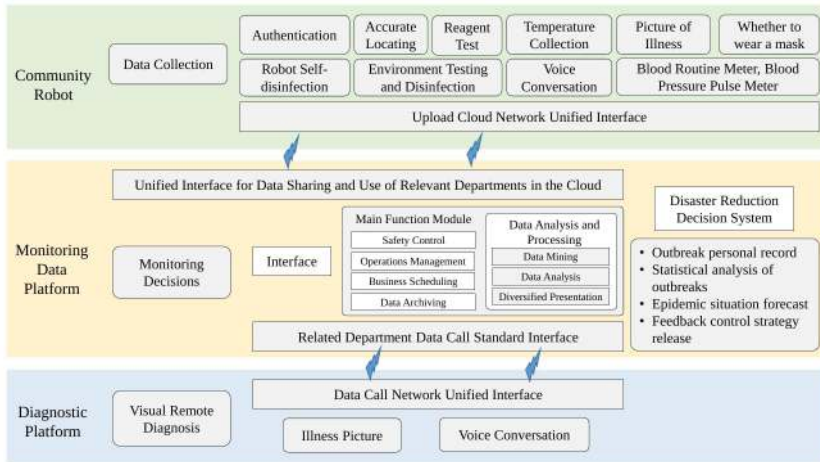 Community
Robot
Data Collection
Authentication
Accurate
Locating
Reagent
Test
Temperature
Collection
Picture of
Illness
Whether to
wear a mask
Robot Self-
disinfection
Environment Testing
and Disinfection
Voice
Conversation
Blood Routine Meter, Blood
Pressure Pulse Meter
Upload Cloud Network Unified Interface
Monitoring
Data
Platform
Unified Interface for Data Sharing and Use of Relevant Departments in the Cloud
Monitoring
Decisions
Interface
Main Function Module
Safety Control
Operations Management
Business Scheduling
Data Archiving
Data Analysis and
Processing
Data Mining
Data Analysis
Diversified Presentation
Related Department Data Call Standard Interface
Disaster Reduction
Decision System
• Outbreak personal record
• Statistical analysis of
outbreaks
• Epidemic situation forecast
• Feedback control strategy
release
Diagnostic
Platform
Visual Remote
Diagnosis
Data Call Network Unified Interface
Illness Picture
Voice Conversation